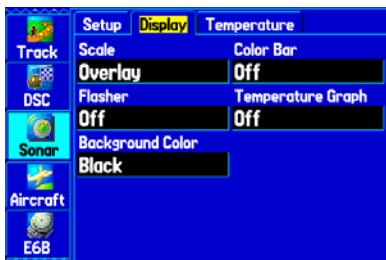 Setup Display Temperature
Track
DSC
Sonar
Aircraft
E6B
Scale Color Bar
Overlay Off
Flasher Temperature Graph
Off Off
Background Color
Black